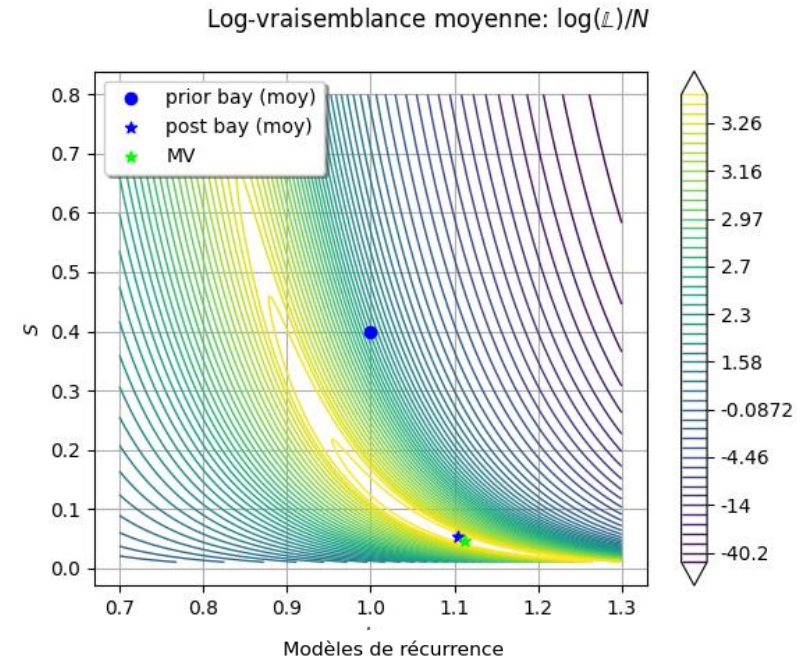 Log-vraisemblance moyenne: log(𝕃)/N
prior bay (moy)
post bay (moy)
MV
S
0.8
0.7
0.6
0.5
0.4
0.3
0.2
0.1
0.0
0.7 0.8 0.9 1.0 1.1 1.2 1.3
3.26
3.16
2.97
2.7
2.3
1.58
-0.0872
-4.46
-14
-40.2
Modèles de récurrence